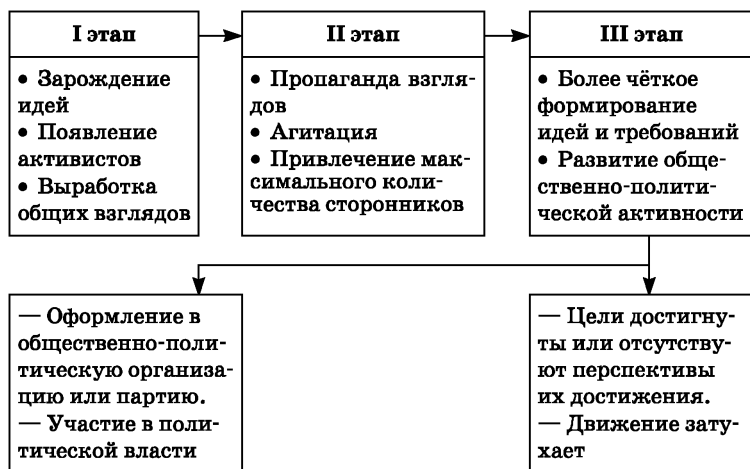 I этап
• Зарождение
идей
• Появление
активистов
• Выработка
общих взглядов
II этап
• Пропаганда взгля-
дов
• Агитация
• Привлечение мак-
симального коли-
чества сторонников
III этап
• Более чёткое
формирование
идей и требований
• Развитие обще-
ственно-полити-
ческой активности
— Оформление в
общественно-поли-
тическую организа-
цию или партию.
— Участие в поли-
тической власти
— Цели достигну-
ты или отсутству-
ют перспективы
их достижения.
— Движение зату-
хает